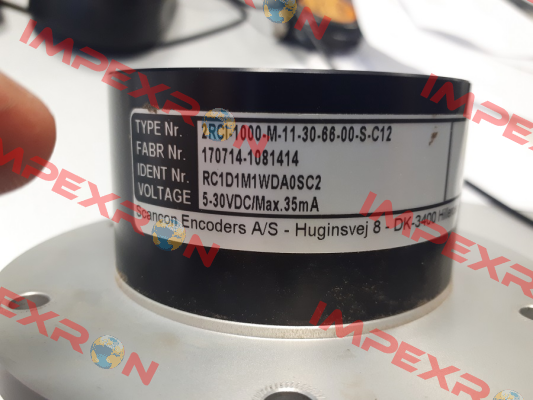 TYPE Nr. 2RCI-1000-M-11-30-66-00-S-C12
FABR Nr. 170714-1081414
IDENT Nr. RC1D1M1WDA0SC2
VOLTAGE 5-30VDC/Max.35mA
Scancon Encoders A/S - Huginsvej 8 - DK-3400
IMPEXRON
IMPEXRON
IMPEXRON
IMPEXRON
IMPEXRON
IMPEXRON